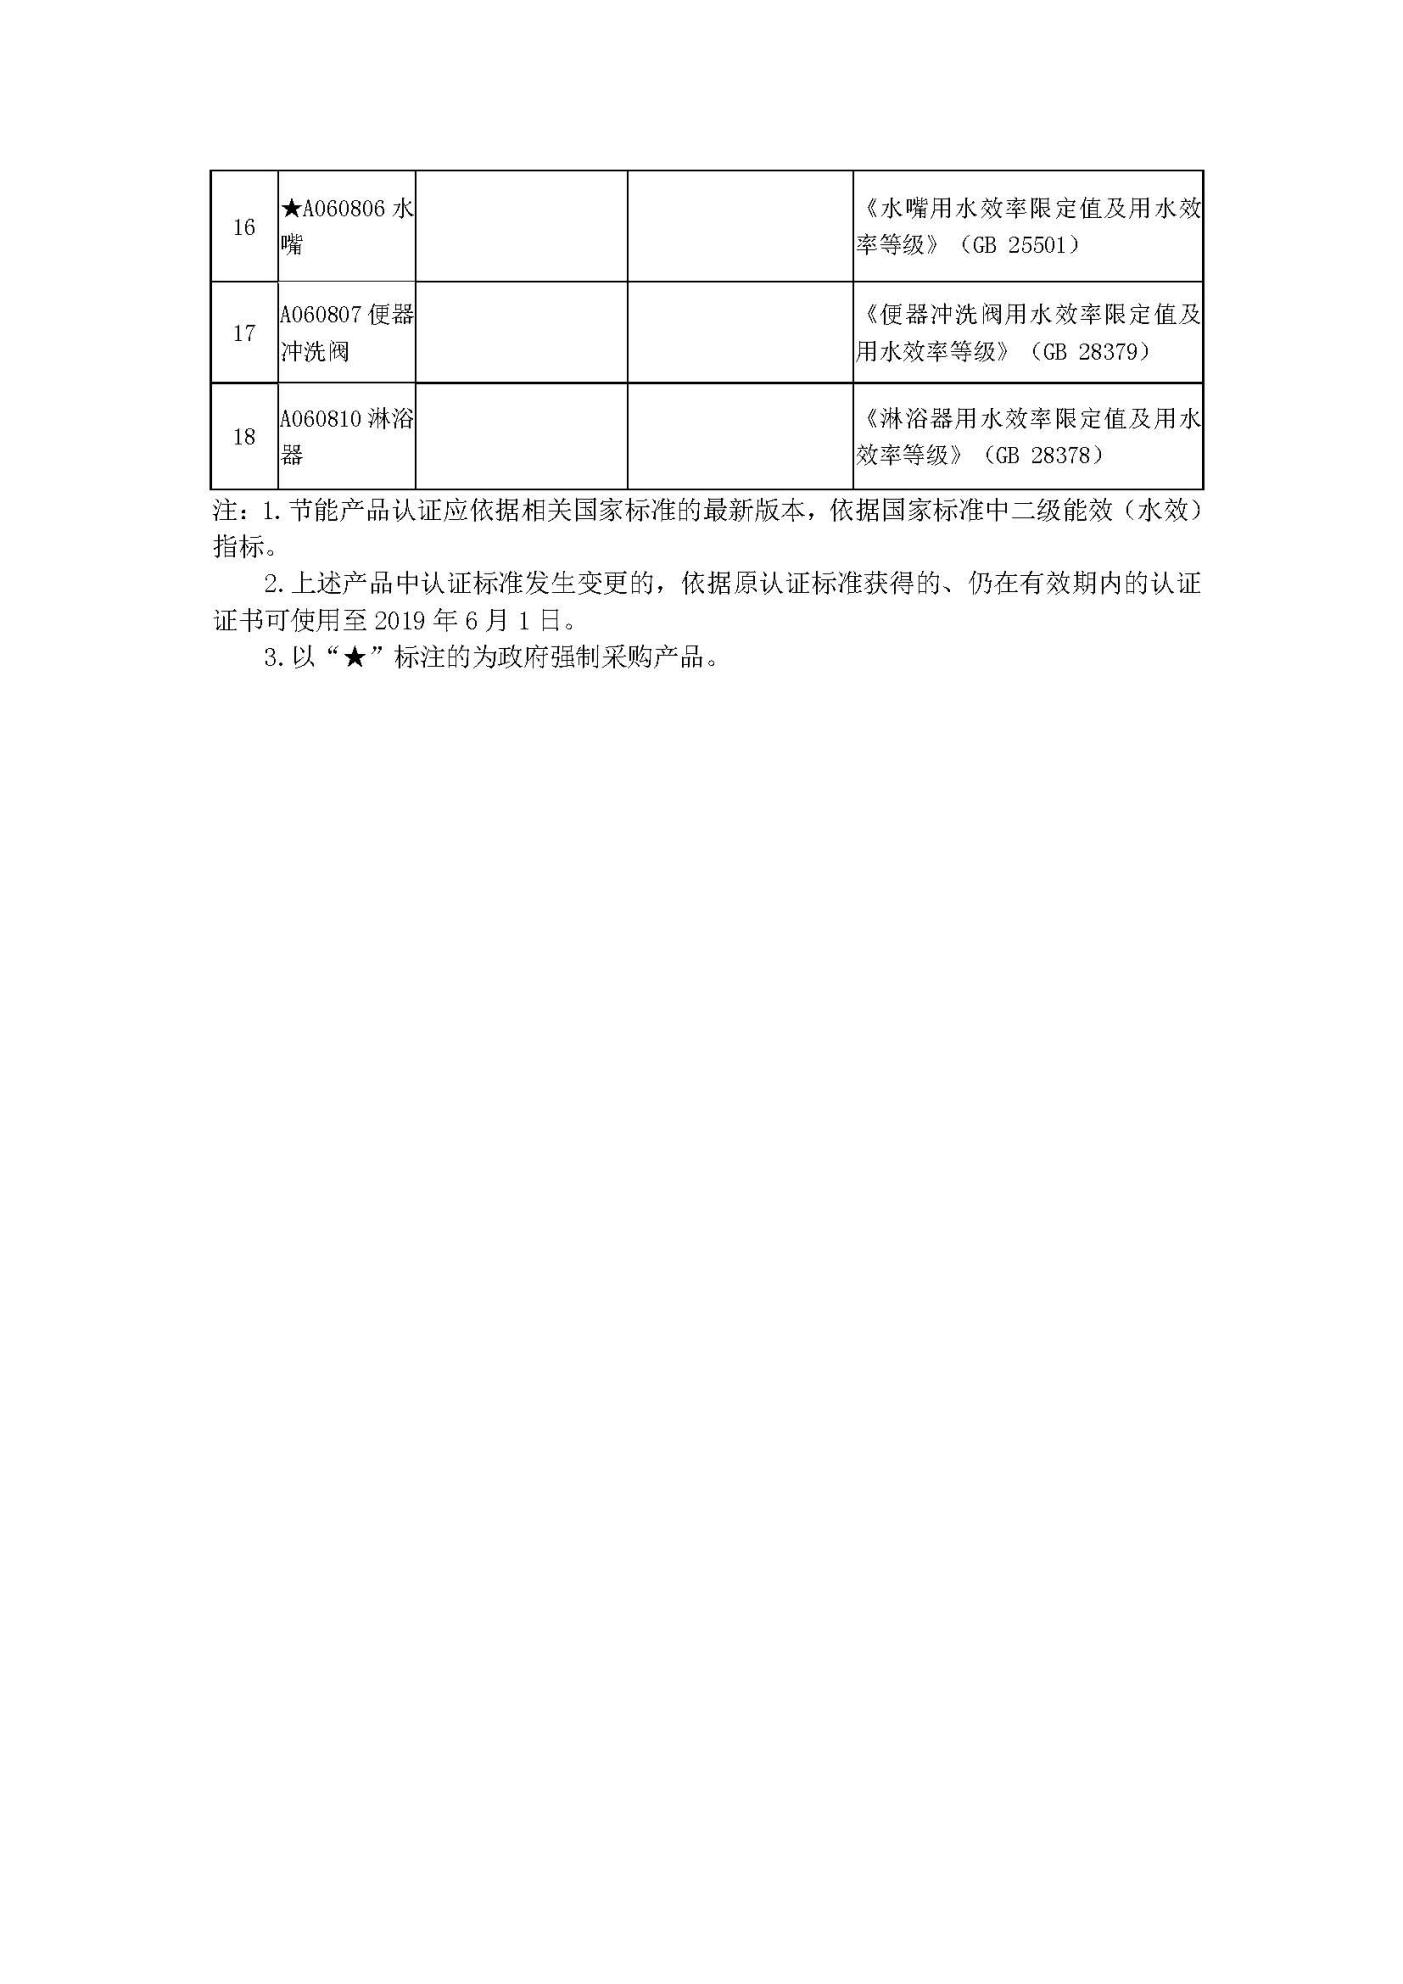 16
★A060806 水
嘴
《水嘴用水效率限定值及用水效
率等级》（GB 25501）
17
A060807 便器
冲洗阀
《便器冲洗阀用水效率限定值及
用水效率等级》（GB 28379）
18
A060810 淋浴
器
《淋浴器用水效率限定值及用水
效率等级》（GB 28378）
注：1.节能产品认证应依据相关国家标准的最新版本，依据国家标准中二级能效（水效）
指标。
2.上述产品中认证标准发生变更的，依据原认证标准获得的、仍在有效期内的认证
证书可使用至 2019 年 6 月 1 日。
3.以“★”标注的为政府强制采购产品。